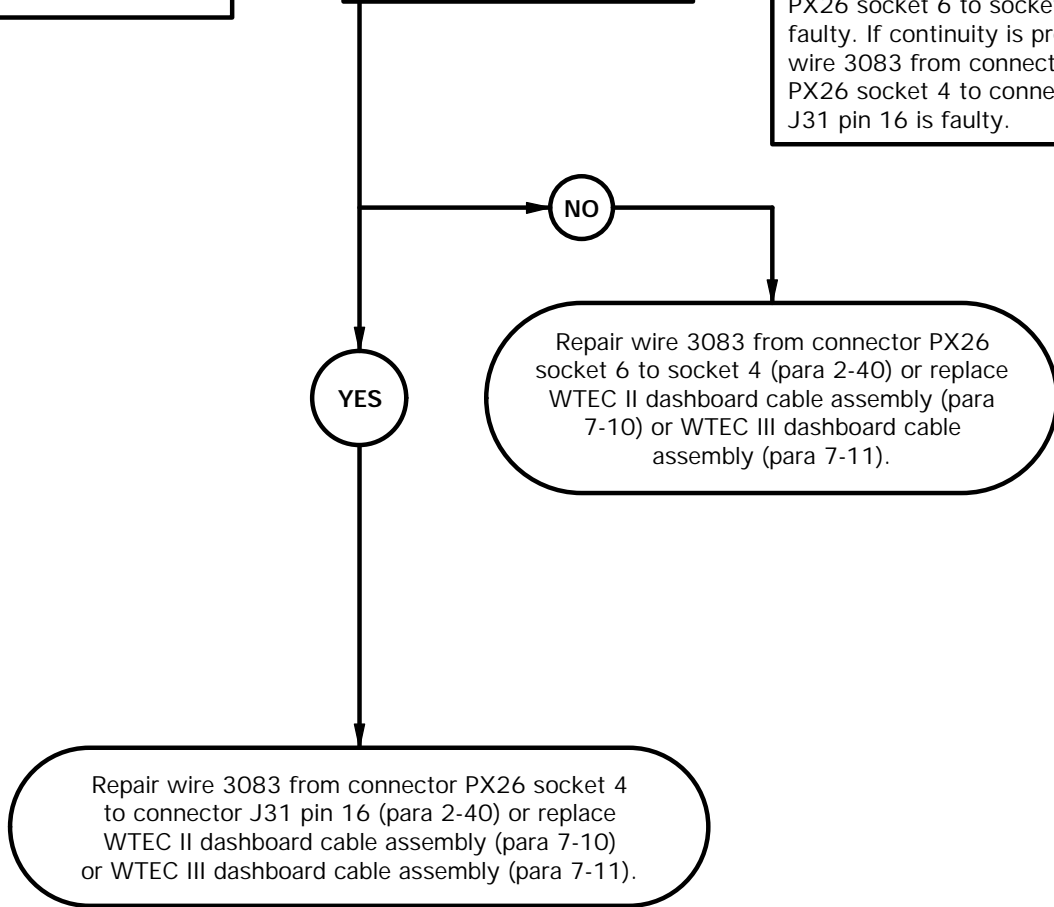 PX26 socket 6 to
faulty. If continuity is
wire 3083 from
PX26 socket 4 to
J31 pin 16 is faulty.
NO
Repair wire 3083 from connector PX26
socket 6 to socket 4 (para 2-40) or replace
WTEC II dashboard cable assembly (para
7-10) or WTEC III dashboard cable
assembly (para 7-11).
YES
Repair wire 3083 from connector PX26 socket 4
to connector J31 pin 16 (para 2-40) or replace
WTEC II dashboard cable assembly (para 7-10)
or WTEC III dashboard cable assembly (para 7-11).